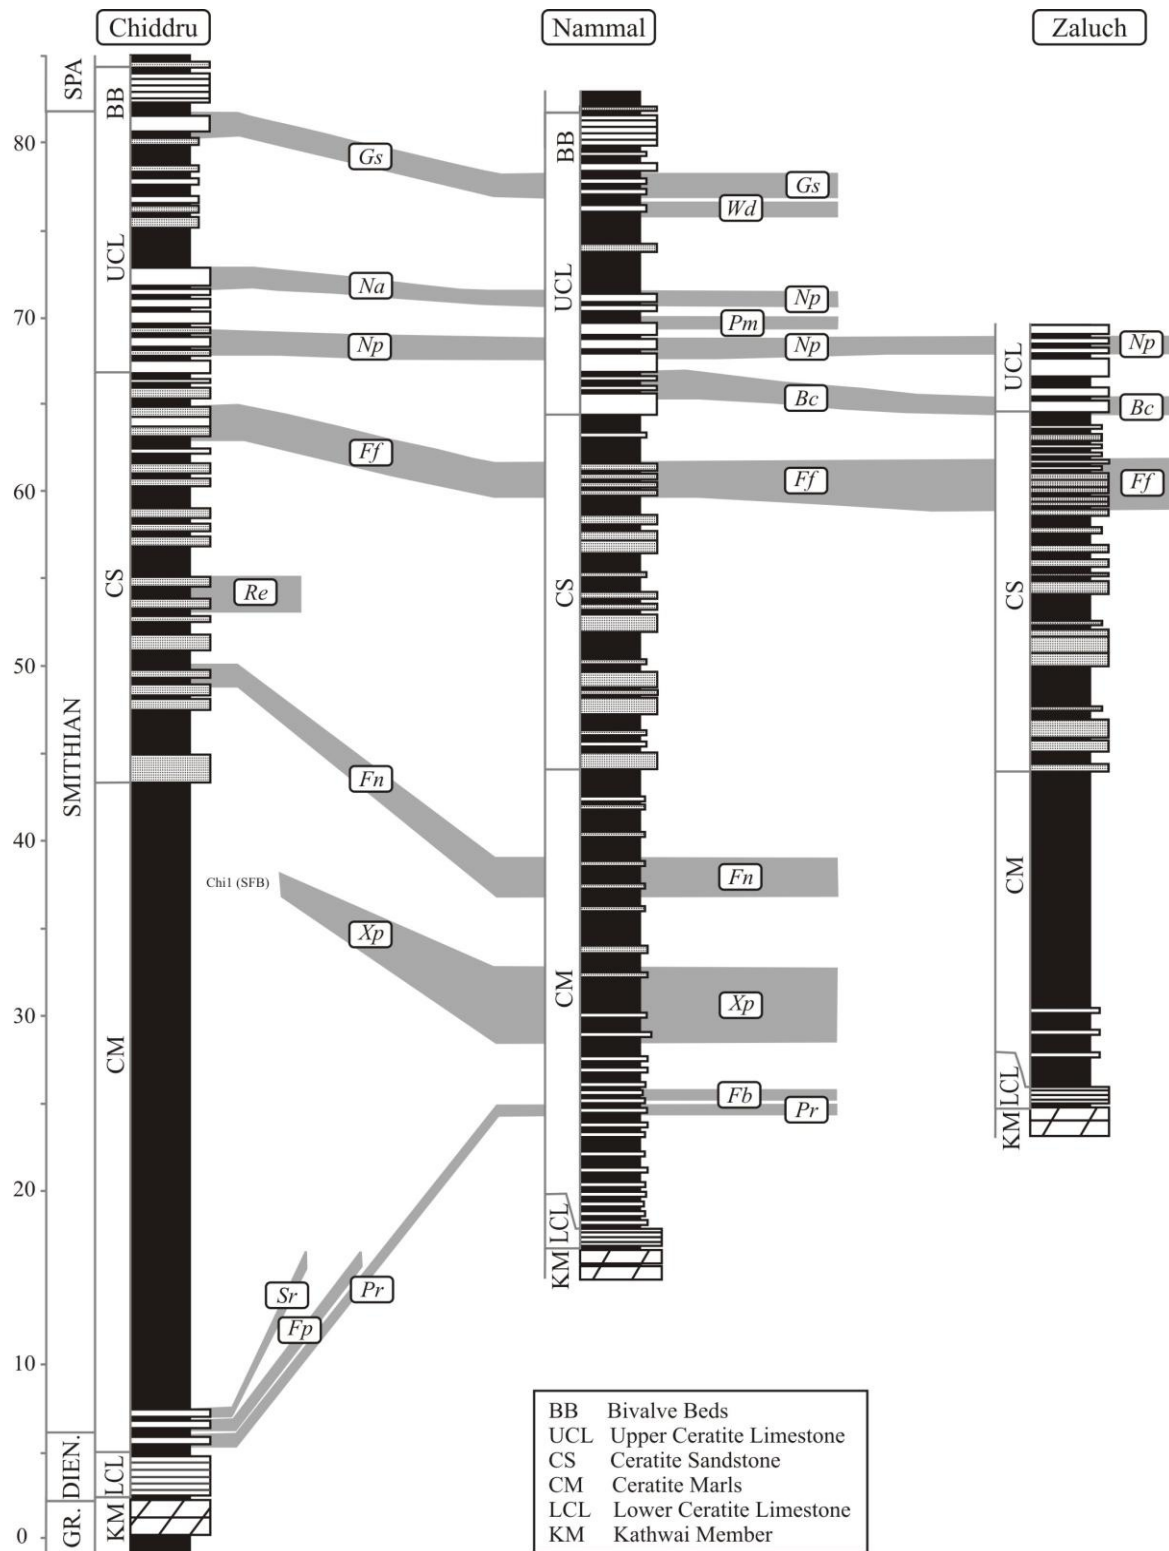 Chiddru
Nammal
Zaluch
SPA
BB
BB
80
Gs
Gs
Wd
UCL
UCL
Na
Np
70
Pm
Np
Np
Np
UCL
Bc
Bc
Ff
Ff
Ff
60
CS
CS
CS
Re
50
SMITHIAN
Fn
40
CM
Chi1 (SFB)
Fn
Xp
CM
Xp
30
CM
Fb
Pr
LCL
KM
20
LCL
KM
Sr
Fp
Pr
10
DIEN.
LCL
GR.
KM
0
BB Bivalve Beds
UCL Upper Ceratite Limestone
CS Ceratite Sandstone
CM Ceratite Marls
LCL Lower Ceratite Limestone
KM Kathwai Member